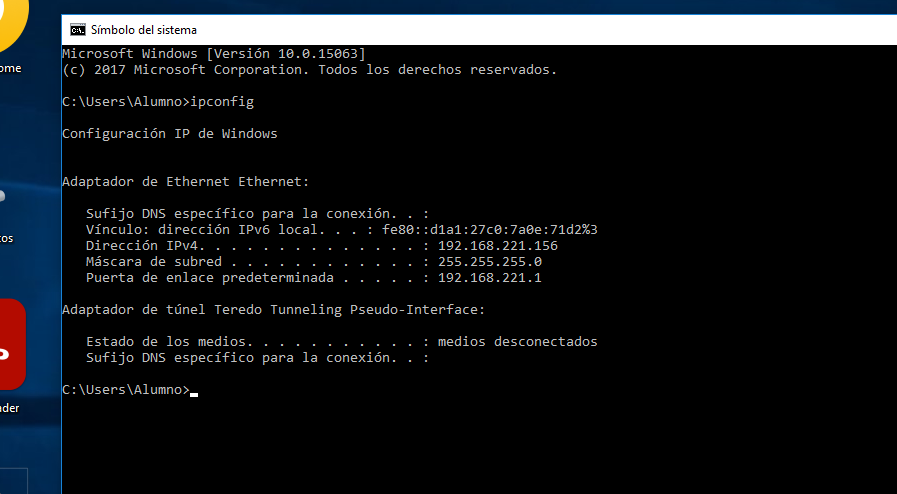 Símbolo del sistema
Microsoft Windows [Versión 10.0.15063]
(c) 2017 Microsoft Corporation. Todos los derechos reservados.
C:\Users\Alumno>ipconfig
Configuración IP de Windows
Adaptador de Ethernet Ethernet:
Sufijo DNS específico para la conexión. . :
Vínculo: dirección IPv6 local. . . : fe80::d1a1:27c0:7a0e:71d2%3
Dirección IPv4. . . . . . . . . . . . . . : 192.168.221.156
Máscara de subred . . . . . . . . . . . . : 255.255.255.0
Puerta de enlace predeterminada . . . . . : 192.168.221.1
Adaptador de túnel Teredo Tunneling Pseudo-Interface:
Estado de los medios. . . . . . . . . . . : medios desconectados
Sufijo DNS específico para la conexión. . :
C:\Users\Alumno>